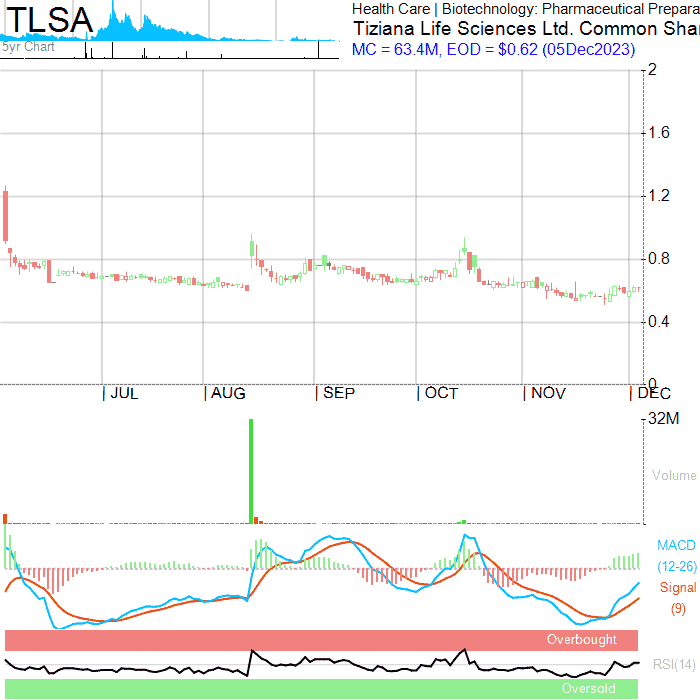 TLSA
5yr Chart
Health Care | Biotechnology: Pharmaceutical Prepara
Tiziana Life Sciences Ltd. Common Shar
MC = 63.4M, EOD = $0.62 (05Dec2023)
2
1.6
1.2
0.8
0.4
0
| JUL | AUG | SEP | OCT | NOV | DEC
32M
Volume
MACD
(12-26)
Signal
(9)
Overbought
RSI(14)
Oversold